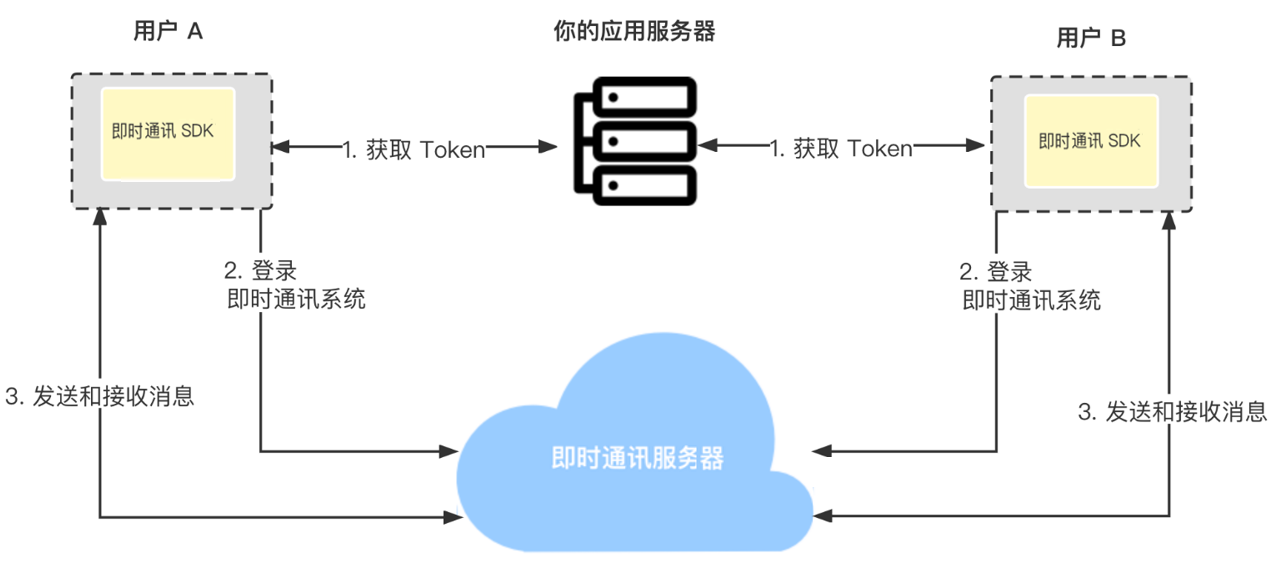 用户 A
你的应用服务器
用户 B
即时通讯 SDK
即时通讯 SDK
1. 获取 Token
1. 获取 Token
2. 登录
即时通讯系统
2. 登录
即时通讯系统
3. 发送和接收消息
3. 发送和接收消息
即时通讯服务器